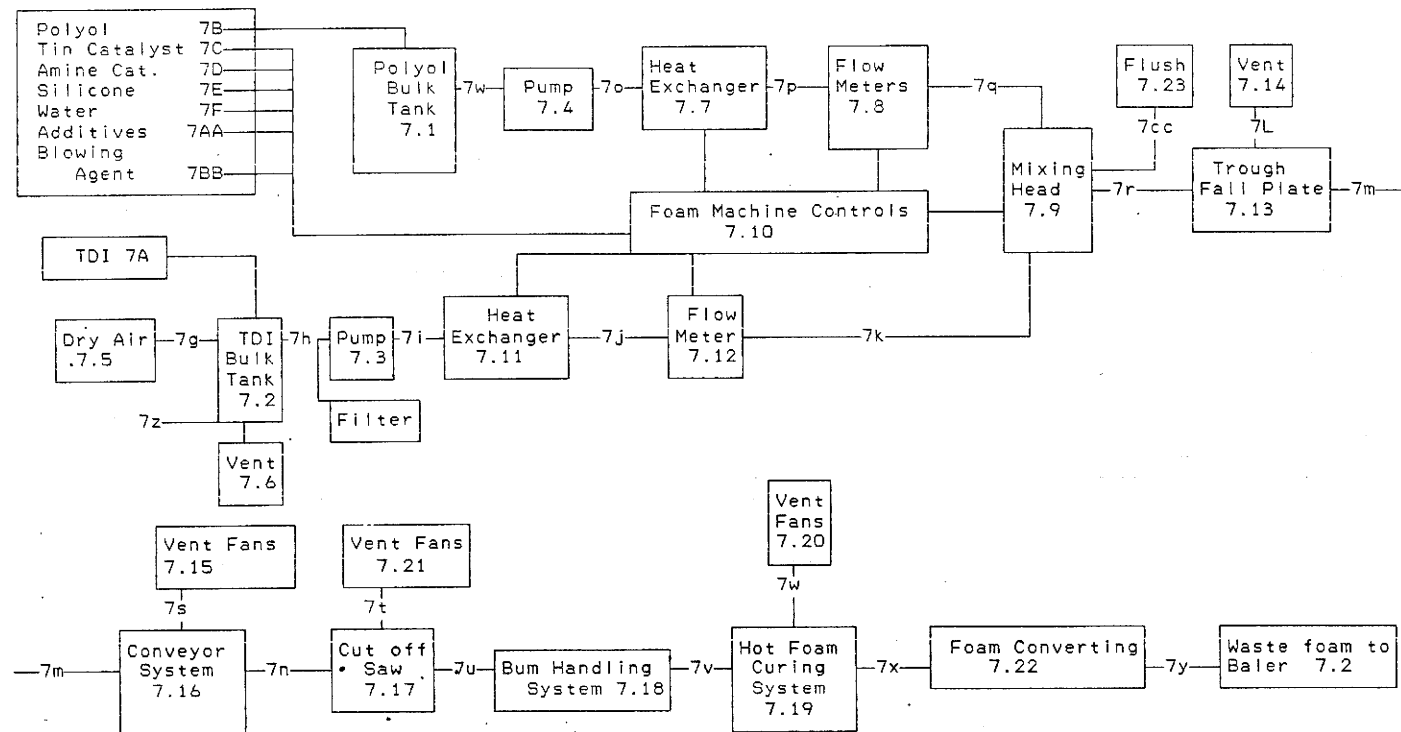 Polyol 7B
Tin Catalyst 7C
Amine Cat. 7D
Silicone 7E
Water 7F
Additives 7AA
Blowing
Agent 7BB
Polyol
Bulk
Tank
7.1
7w
Pump
7.4
7o
Heat
Exchanger
7.7
7p
Flow
Meters
7.8
7q
Flush
7.23
7cc
Vent
7.14
7L
Mixing
Head
7.9
7r
Trough
Fall Plate
7.13
7m
Foam Machine Controls
7.10
TDI 7A
Dry Air
.7.5
7g
TDI
Bulk
Tank
7.2
7h
Pump
7.3
7i
Heat
Exchanger
7.11
7j
Flow
Meter
7.12
7k
7z
Filter
Vent
7.6
Vent Fans
7.15
7s
Vent Fans
7.21
7t
Vent
Fans
7.20
7w
7m
Conveyor
System
7.16
7n
Cut off
Saw
7.17
7u
Bum Handling
System 7.18
7v
Hot Foam
Curing
System
7.19
7x
Foam Converting
7.22
7y
Waste foam to
Baler 7.2